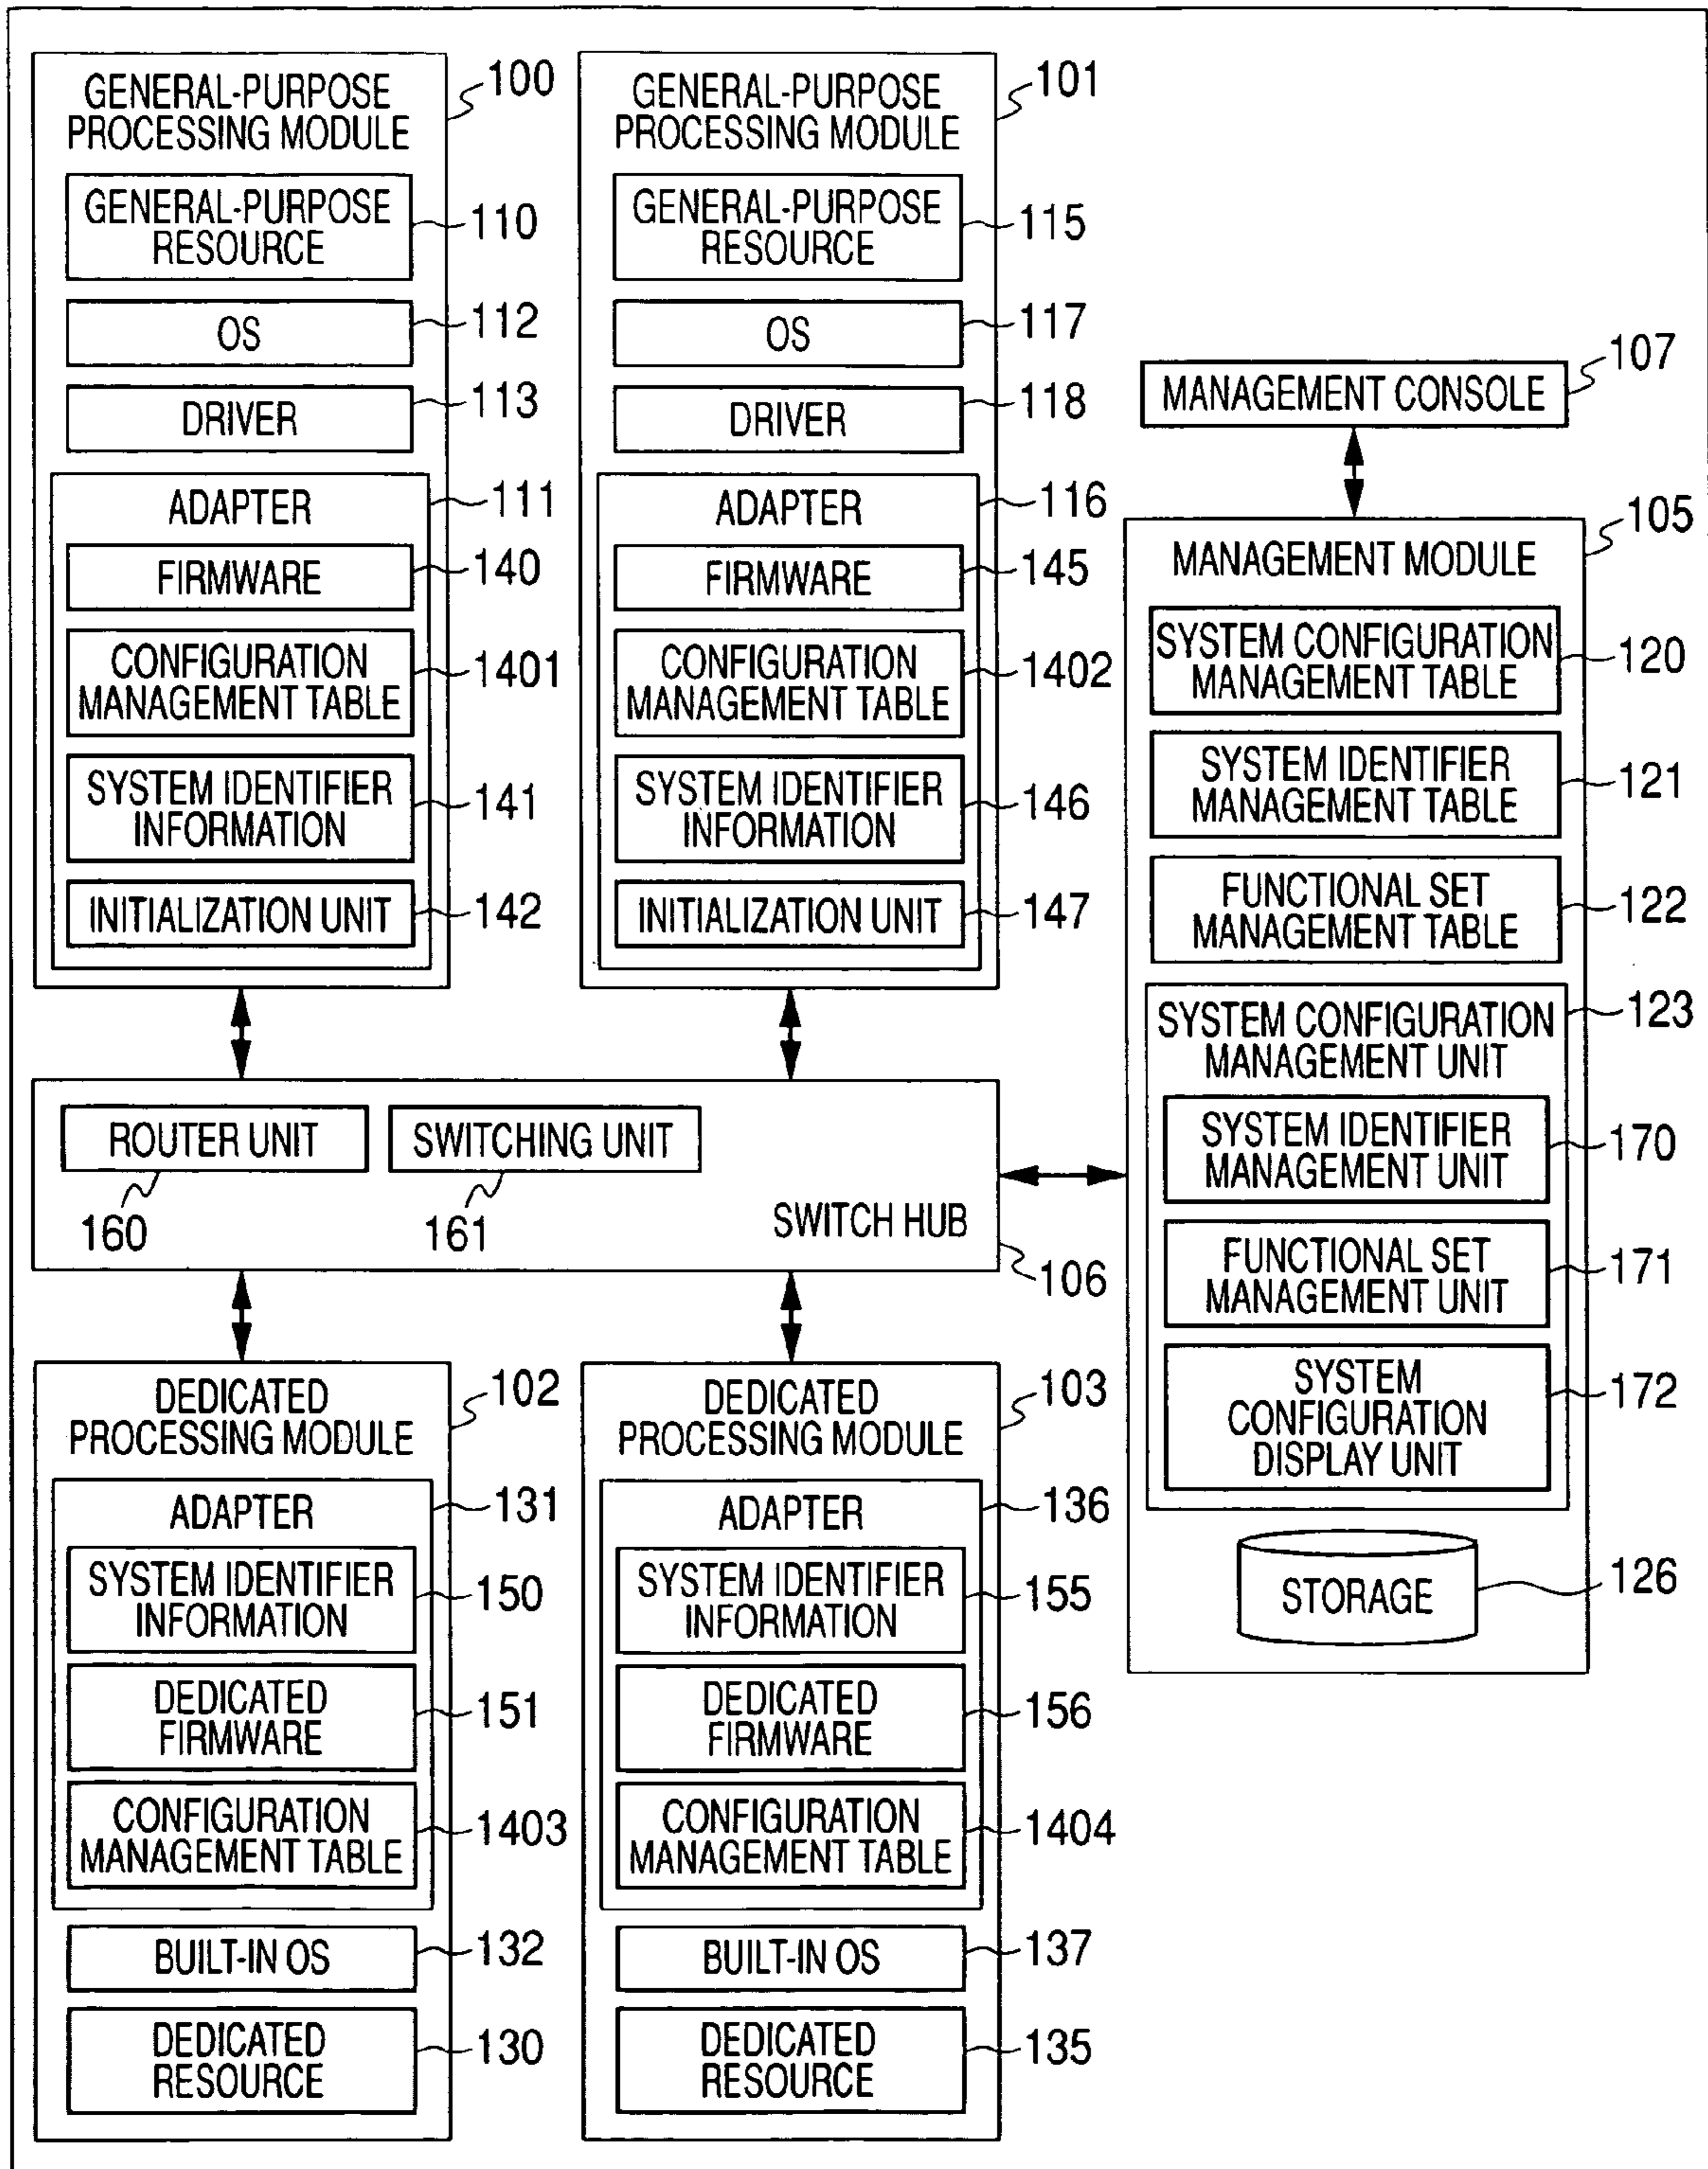 GENERAL-PURPOSE
PROCESSING MODULE
100
GENERAL-PURPOSE
RESOURCE
110
OS
112
DRIVER
113
ADAPTER
111
FIRMWARE
140
CONFIGURATION
MANAGEMENT TABLE
1401
SYSTEM IDENTIFIER
INFORMATION
141
INITIALIZATION UNIT
142
GENERAL-PURPOSE
PROCESSING MODULE
101
GENERAL-PURPOSE
RESOURCE
115
OS
117
DRIVER
118
ADAPTER
116
FIRMWARE
145
CONFIGURATION
MANAGEMENT TABLE
1402
SYSTEM IDENTIFIER
INFORMATION
146
INITIALIZATION UNIT
147
MANAGEMENT CONSOLE
107
MANAGEMENT MODULE
105
SYSTEM CONFIGURATION
MANAGEMENT TABLE
120
SYSTEM IDENTIFIER
MANAGEMENT TABLE
121
FUNCTIONAL SET
MANAGEMENT TABLE
122
SYSTEM CONFIGURATION
MANAGEMENT UNIT
123
SYSTEM IDENTIFIER
MANAGEMENT UNIT
170
FUNCTIONAL SET
MANAGEMENT UNIT
171
SYSTEM
CONFIGURATION
DISPLAY UNIT
172
STORAGE
126
ROUTER UNIT
160
SWITCHING UNIT
161
SWITCH HUB
106
DEDICATED
PROCESSING MODULE
102
ADAPTER
131
SYSTEM IDENTIFIER
INFORMATION
150
DEDICATED
FIRMWARE
151
CONFIGURATION
MANAGEMENT TABLE
1403
BUILT-IN OS
132
DEDICATED
RESOURCE
130
DEDICATED
PROCESSING MODULE
103
ADAPTER
136
SYSTEM IDENTIFIER
INFORMATION
155
DEDICATED
FIRMWARE
156
CONFIGURATION
MANAGEMENT TABLE
1404
BUILT-IN OS
137
DEDICATED
RESOURCE
135